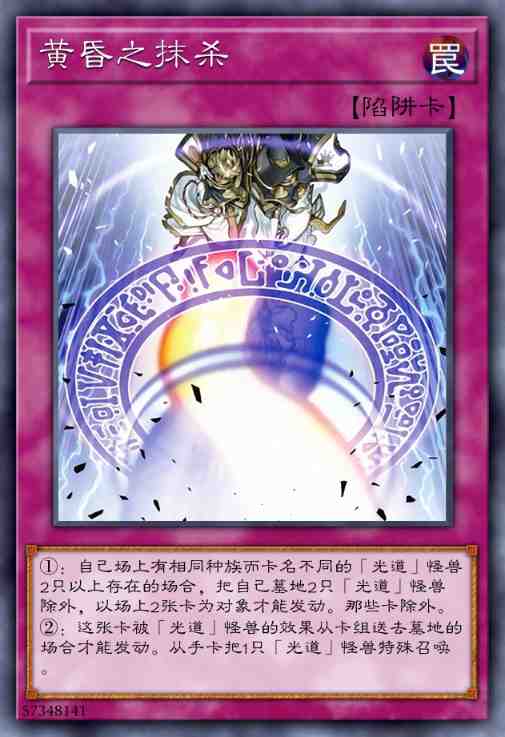 黄昏之抹杀
罠
【陷阱卡】
①：自己场上有相同种族而卡名不同的「光道」怪兽
2只以上存在的场合，把自己墓地2只「光道」怪兽
除外，以场上2张卡为对象才能发动。那些卡除外。
②：这张卡被「光道」怪兽的效果从卡组送去墓地的
场合才能发动。从手卡把1只「光道」怪兽特殊召唤
。
57348141